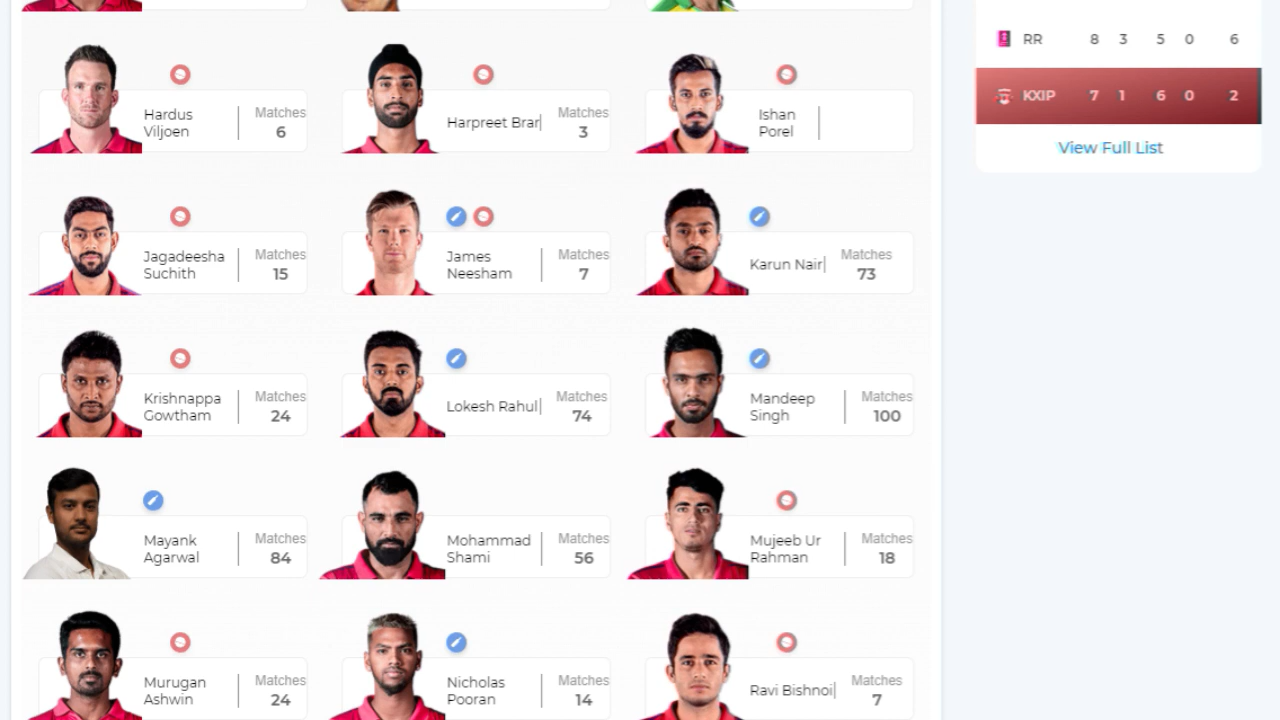 RR 8 3 5 0 6
KXIP 7 1 6 0 2
View Full List
Hardus
Viljoen
Matches
6
Harpreet Brar
Matches
3
Ishan
Porel
Jagadeesha
Suchith
Matches
15
James
Neesham
Matches
7
Karun Nair
Matches
73
Krishnappa
Gowtham
Matches
24
Lokesh Rahul
Matches
74
Mandeep
Singh
Matches
100
Mayank
Agarwal
Matches
84
Mohammad
Shami
Matches
56
Mujeeb Ur
Rahman
Matches
18
Murugan
Ashwin
Matches
24
Nicholas
Pooran
Matches
14
Ravi Bishnoi
Matches
7